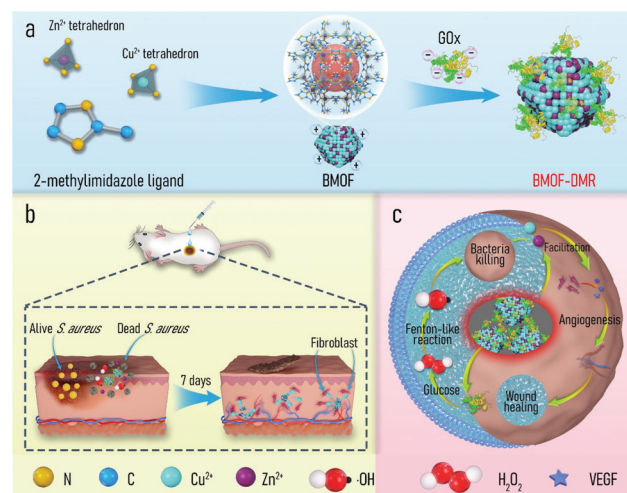 a
Zn²⁺ tetrahedron
Cu²⁺ tetrahedron
2-methylimidazole ligand
+
+
+
+
BMOF
GOx
−
−
−
−
BMOF-DMR
b
Alive S. aureus
Dead S. aureus
7 days
Fibroblast
c
Bacteria
killing
Facilitation
Angiogenesis
Fenton-like
reaction
Glucose
Wound
healing
N
C
Cu²⁺
Zn²⁺
·OH
H₂O₂
VEGF